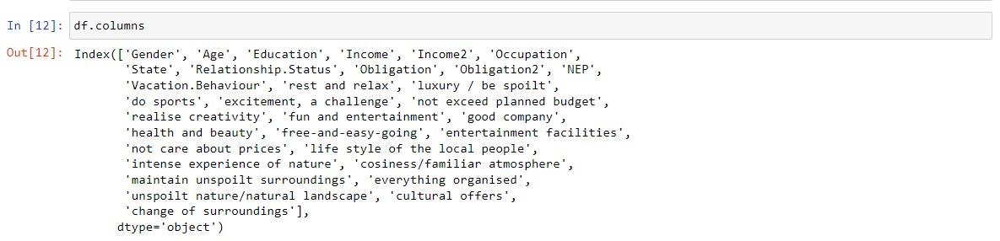 In [12]: df.columns
Out[12]: Index(['Gender', 'Age', 'Education', 'Income', 'Income2', 'Occupation',
'State', 'Relationship.Status', 'Obligation', 'Obligation2', 'NEP',
'Vacation.Behaviour', 'rest and relax', 'luxury / be spoilt',
'do sports', 'excitement, a challenge', 'not exceed planned budget',
'realise creativity', 'fun and entertainment', 'good company',
'health and beauty', 'free-and-easy-going', 'entertainment facilities',
'not care about prices', 'life style of the local people',
'intense experience of nature', 'cosiness/familiar atmosphere',
'maintain unspoilt surroundings', 'everything organised',
'unspoilt nature/natural landscape', 'cultural offers',
'change of surroundings'],
dtype='object')